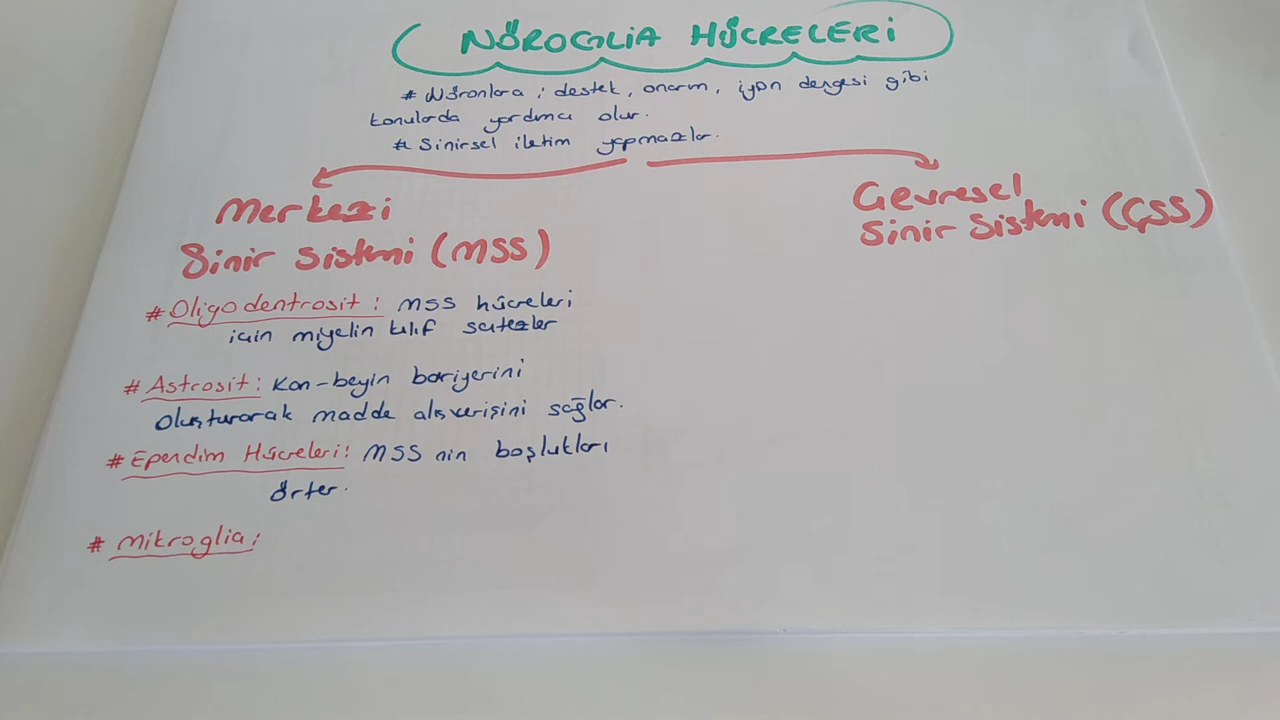 NÖROGLİA HÜCRELERİ
# Nöronlara ; destek, onarım, iyon dengesi gibi
konularda yardımcı olur.
# Sinirsel iletim yapmazlar.
Merkezi
Sinir Sistemi (MSS)
Çevresel
Sinir Sistemi (ÇSS)
# Oligodentrosit : MSS hücreleri
için miyelin kılıf sentezler
# Astrosit : Kan-beyin bariyerini
oluşturarak madde alışverişini sağlar.
# Ependim Hücreleri : MSS nin boşlukları
örter.
# Mikroglia :